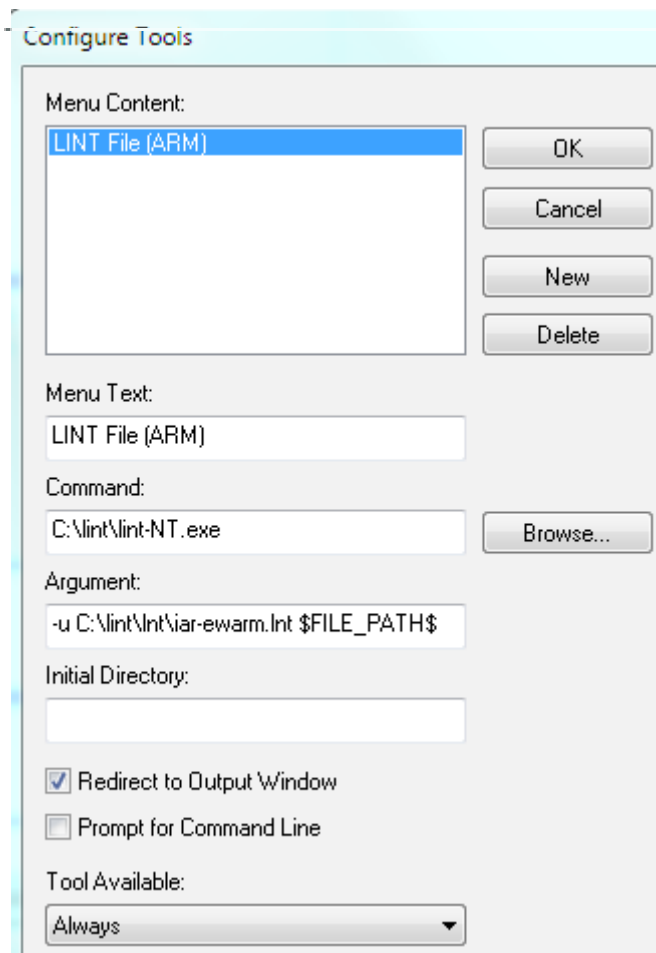 Configure Tools
Menu Content:
LINT File (ARM)
OK
Cancel
New
Delete
Menu Text:
LINT File (ARM)
Command:
C:\lint\lint-NT.exe
Browse...
Argument:
-u C:\lint\lnt\iar-ewarm.lnt $FILE_PATH$
Initial Directory:
Redirect to Output Window
Prompt for Command Line
Tool Available:
Always